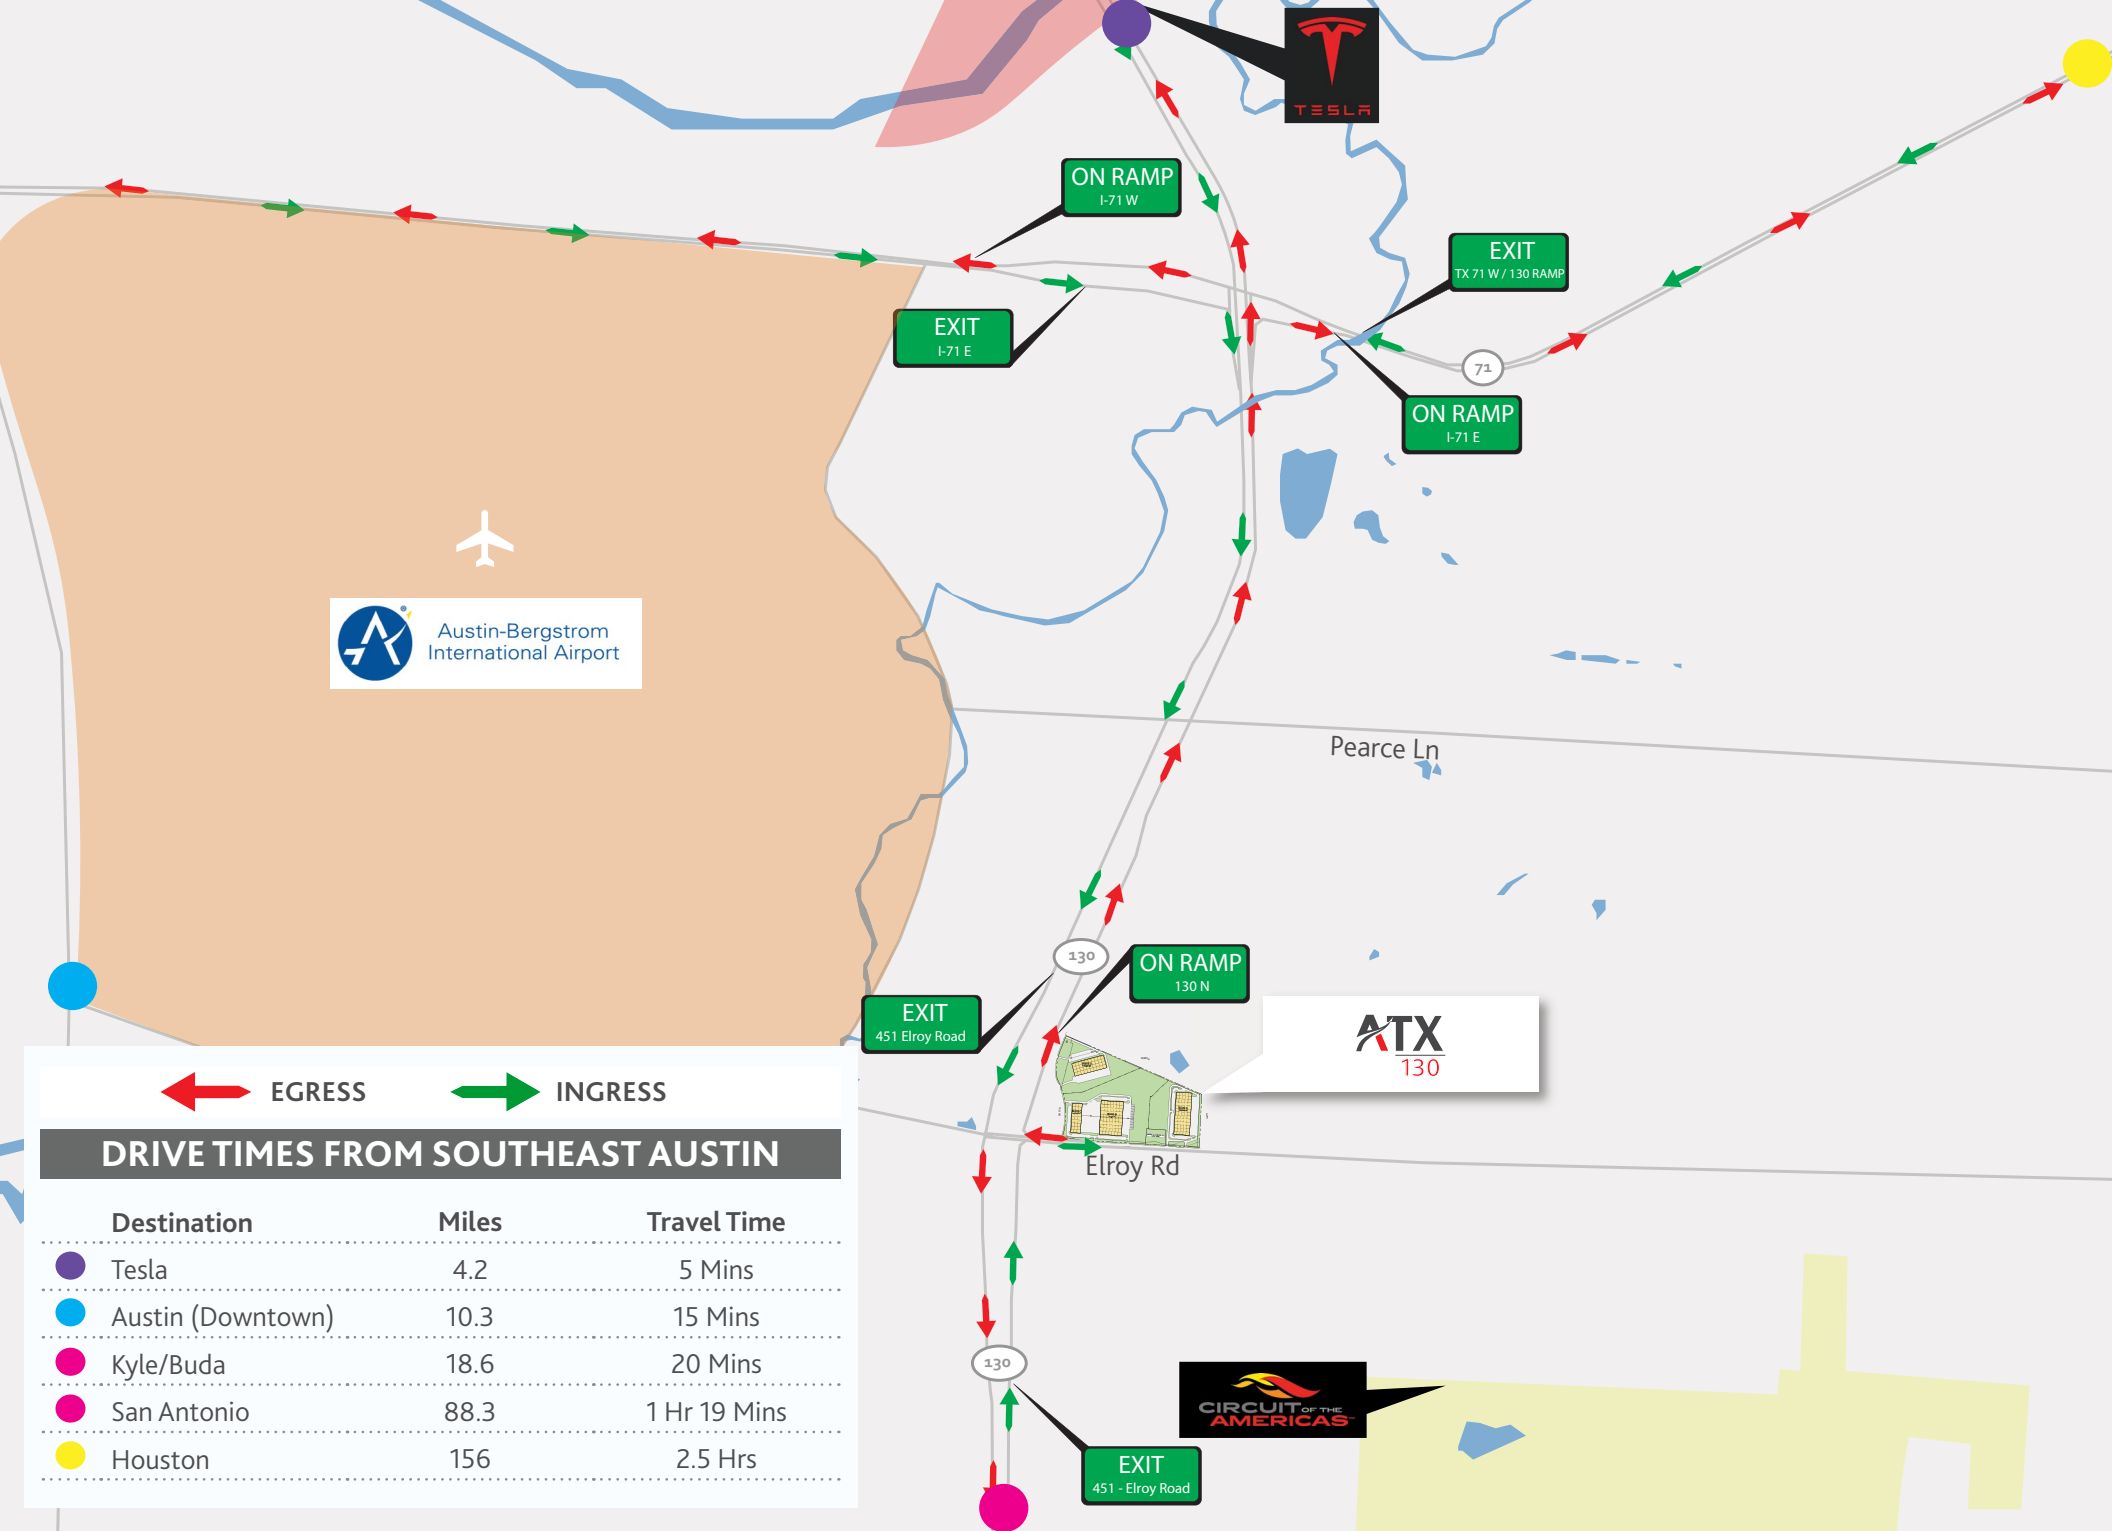 TESLA
ON RAMP
I-71 W
EXIT
TX 71 W / 130 RAMP
EXIT
I-71 E
71
ON RAMP
I-71 E
Austin-Bergstrom
International Airport
Pearce Ln
130
ON RAMP
130 N
EXIT
451 Elroy Road
ATX
130
Elroy Rd
EGRESS
INGRESS
DRIVE TIMES FROM SOUTHEAST AUSTIN
Destination Miles Travel Time
Tesla 4.2 5 Mins
Austin (Downtown) 10.3 15 Mins
Kyle/Buda 18.6 20 Mins
San Antonio 88.3 1 Hr 19 Mins
Houston 156 2.5 Hrs
130
CIRCUIT OF THE
AMERICAS
EXIT
451 - Elroy Road